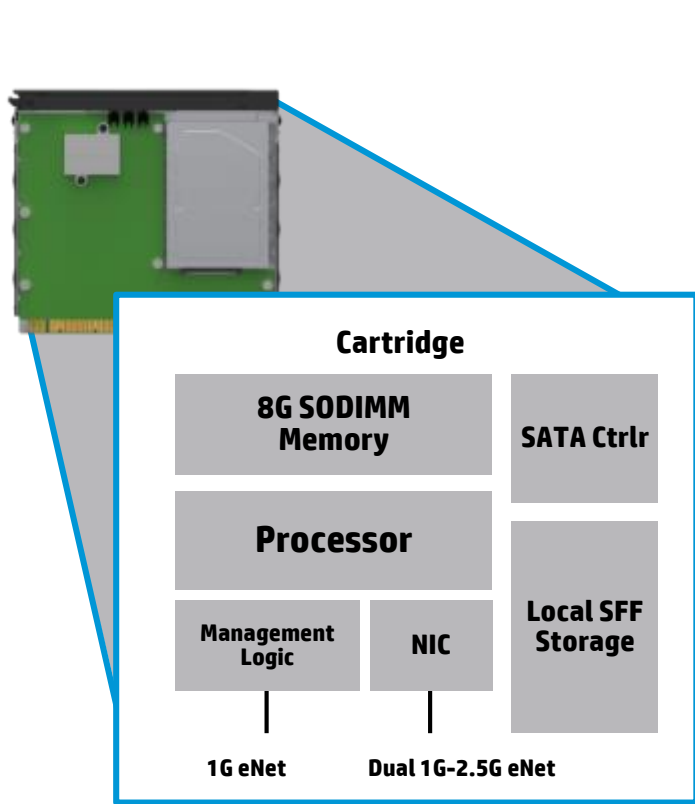 Cartridge
8G SODIMM
Memory
SATA Ctrlr
Processor
Local SFF
Storage
Management
Logic
NIC
1G eNet
Dual 1G-2.5G eNet